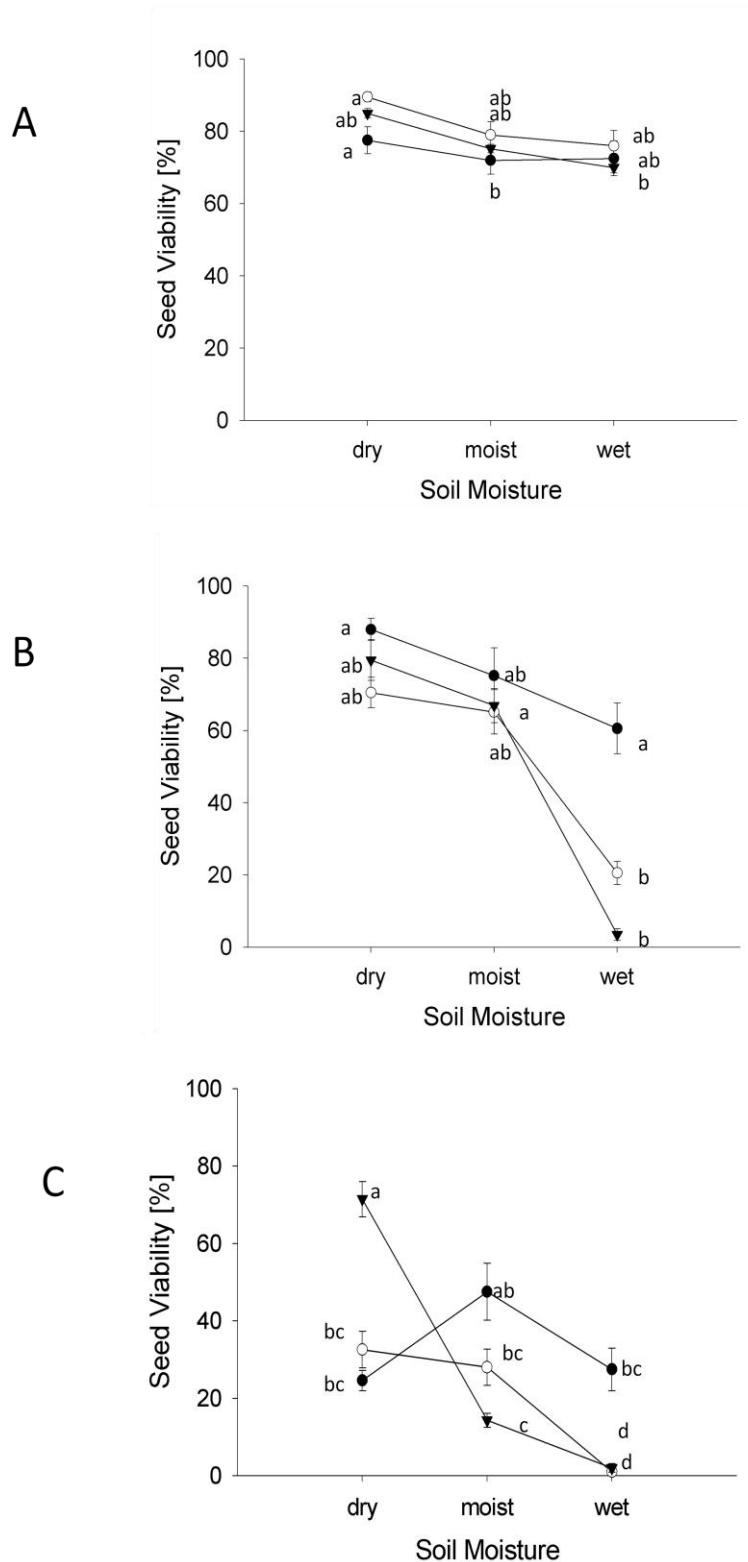 A
Seed Viability [%]
100
80
60
40
20
0
a
ab
a
ab
ab
b
ab
ab
b
dry moist wet
Soil Moisture
B
Seed Viability [%]
100
80
60
40
20
0
a
ab
ab
ab
a
ab
a
b
b
dry moist wet
Soil Moisture
C
Seed Viability [%]
100
80
60
40
20
0
a
bc
bc
ab
bc
c
bc
d
d
dry moist wet
Soil Moisture